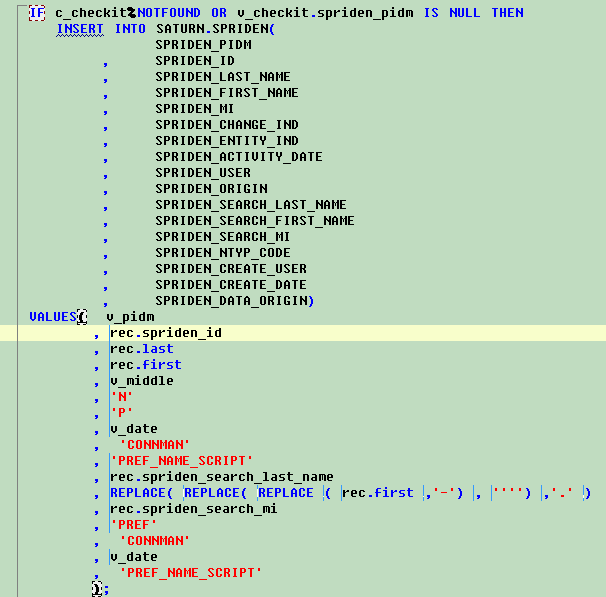 IF c_checkit%NOTFOUND OR v_checkit.spriden_pidm IS NULL THEN
INSERT INTO SATURN.SPRIDEN(
SPRIDEN_PIDM
, SPRIDEN_ID
, SPRIDEN_LAST_NAME
, SPRIDEN_FIRST_NAME
, SPRIDEN_MI
, SPRIDEN_CHANGE_IND
, SPRIDEN_ENTITY_IND
, SPRIDEN_ACTIVITY_DATE
, SPRIDEN_USER
, SPRIDEN_ORIGIN
, SPRIDEN_SEARCH_LAST_NAME
, SPRIDEN_SEARCH_FIRST_NAME
, SPRIDEN_SEARCH_MI
, SPRIDEN_NTYP_CODE
, SPRIDEN_CREATE_USER
, SPRIDEN_CREATE_DATE
, SPRIDEN_DATA_ORIGIN)
VALUES( v_pidm
, rec.spriden_id
, rec.last
, rec.first
, v_middle
, 'N'
, 'P'
, v_date
, 'CONNMAN'
, 'PREF_NAME_SCRIPT'
, rec.spriden_search_last_name
, REPLACE( REPLACE( REPLACE ( rec.first ,'-') , '''') ,'.' )
, rec.spriden_search_mi
, 'PREF'
, 'CONNMAN'
, v_date
, 'PREF_NAME_SCRIPT'
);